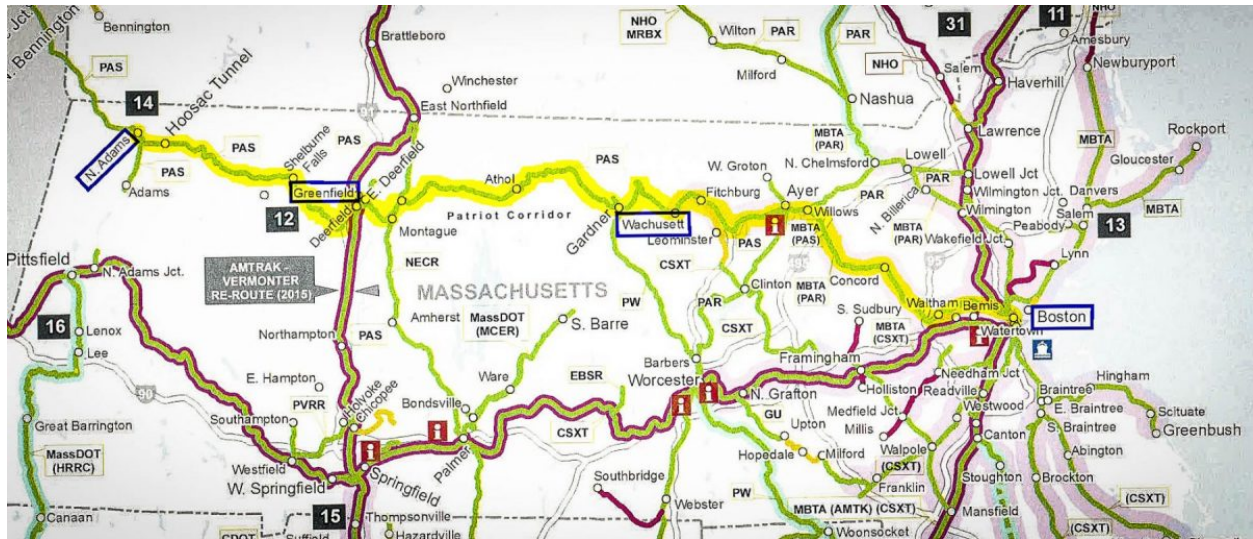 N. Bennington
Jct.
Bennington
PAS
Hoosac Tunnel
14
N. Adams
PAS
PAS
Adams
Shelburne
Falls
Greenfield
12
Deerfield
E. Deerfield
Brattleboro
Winchester
East Northfield
PAS
Montague
Athol
Patriot Corridor
PAS
Gardner
Wachusett
Leominster
Fitchburg
W. Groton
Ayer
Willows
PAS
MBTA
(PAS)
NHO
MRBX
Wilton
PAR
Milford
PAR
Nashua
NHO
31
11
NHO
Amesbury
Newburyport
Salem
Haverhill
Lawrence
MBTA
(PAR)
N. Chelmsford
Lowell
Lowell Jct
PAR
N. Billerica
Wilmington Jct.
Wilmington
MBTA
(PAR)
Wakefield Jct.
MBTA
Rockport
Gloucester
Danvers
Salem
Peabody
13
MBTA
Lynn
Pittsfield
N. Adams Jct.
AMTRAK -
VERMONTER
RE-ROUTE (2015)
MASSACHUSETTS
NECR
CSXT
PW
PAR
Clinton
MBTA
(PAR)
Concord
95
Waltham
Bemis
Watertown
Boston
16
Lenox
Lee
Northampton
PAS
Amherst
MassDOT
(MCER)
S. Barre
CSXT
S. Sudbury
MBTA
(CSXT)
Barbers
Worcester
Framingham
90
E. Hampton
PVRR
Holyoke
Chicopee
Southampton
Ware
Bondsville
EBSR
N. Grafton
Holliston
Needham Jct
Readville
Braintree
Hingham
Great Barrington
MassDOT
(HRRC)
Westfield
W. Springfield
Springfield
Palmer
CSXT
GU
Upton
Hopedale
Milford
Medfield Jct.
Millis
Walpole
(CSXT)
Westwood
Canton
E. Braintree
S. Braintree
Scituate
Greenbush
Abington
Southbridge
Webster
Franklin
Stoughton
Brockton
Canaan
15
Thompsonville
Suffield
Hazardville
CDOT
PW
MBTA (AMTK) (CSXT)
Woonsocket
Mansfield
(CSXT)
(CSXT)